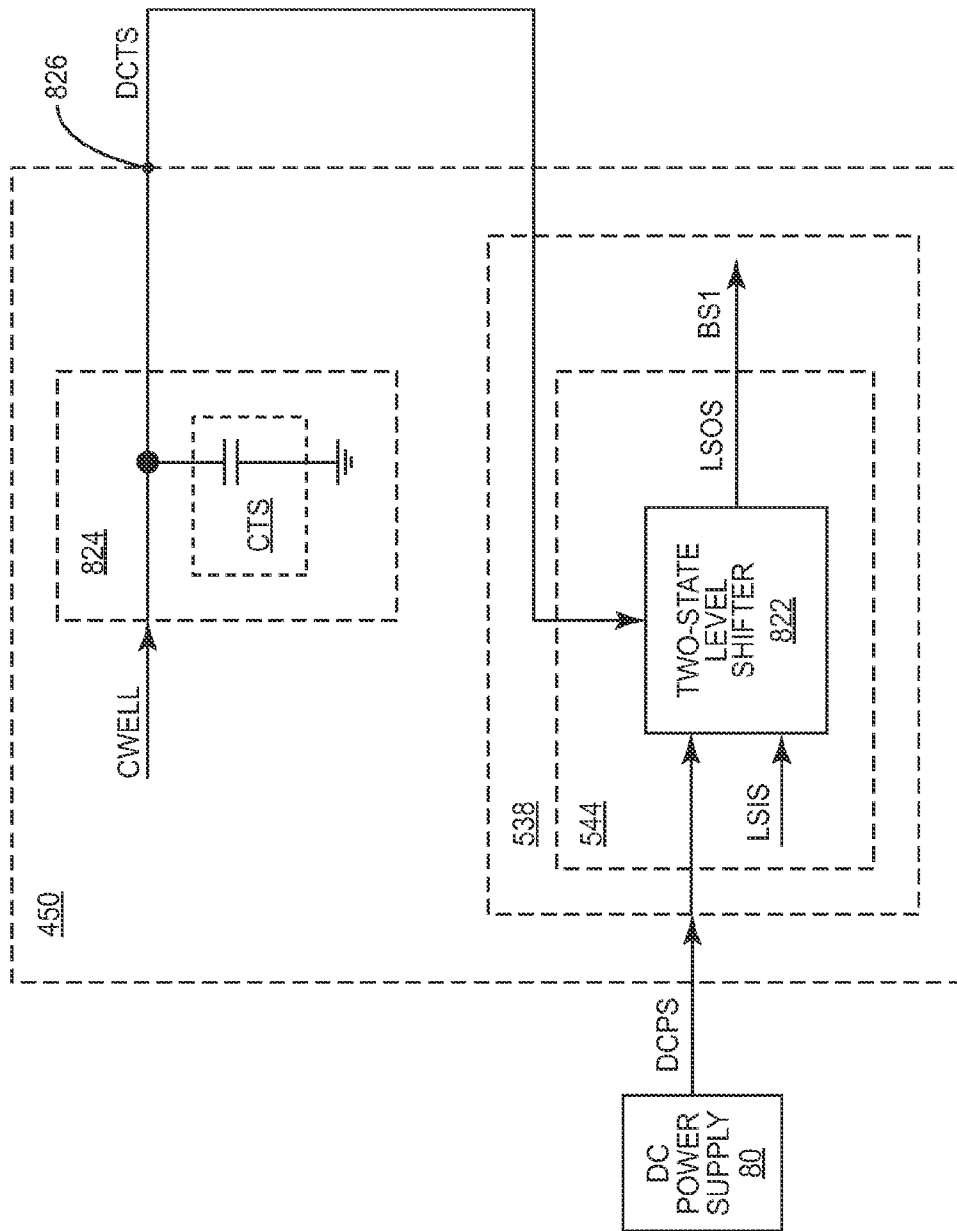 826
DCTS
450
824
CTS
CWELL
538
544
TWO-STATE
LEVEL
SHIFTER
822
LSIS
LSOS
BS1
DCPS
DC
POWER
SUPPLY
80